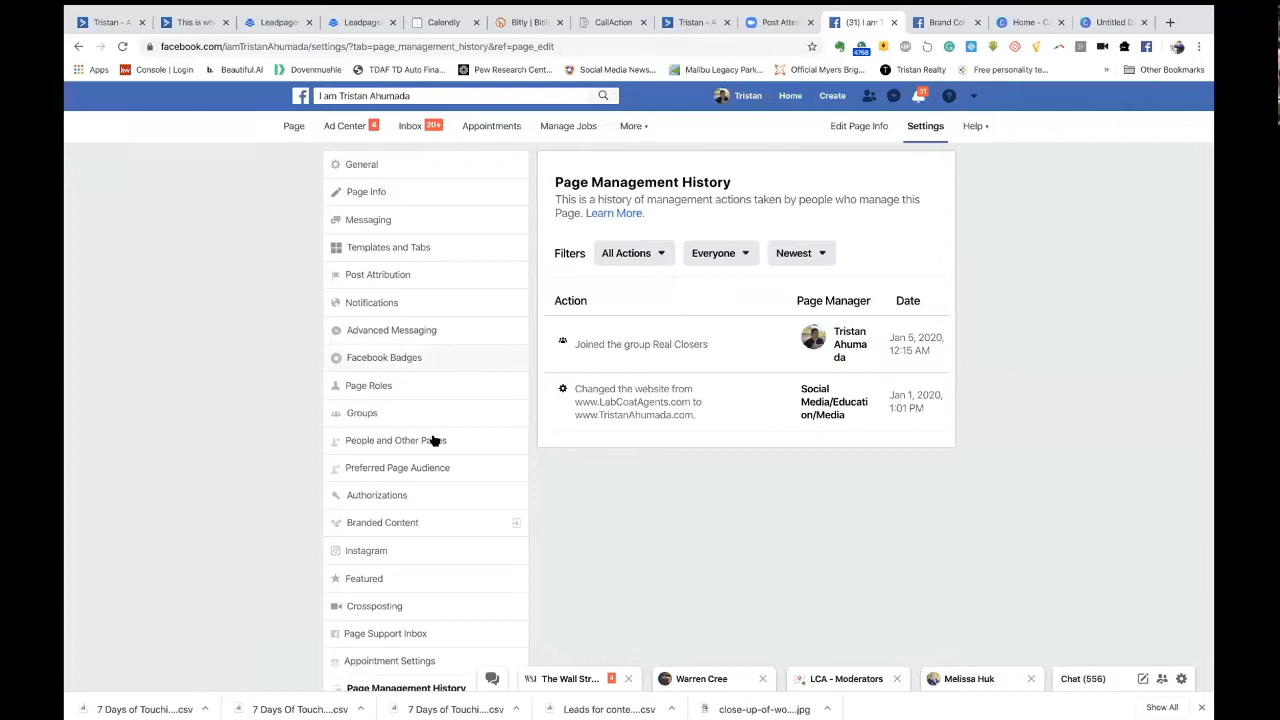 Tristan - A
This is wh
Leadpage
Leadpage
Calendly
Bitly | Bitl
CallAction
Tristan - A
Post Atte
(31) I am T
Brand Col
Home - C
Untitled D
facebook.com/iamTristanAhumada/settings/?tab=page_management_history&ref=page_edit
4768
Apps
Console | Login
Beautiful.AI
Dovenmuehle
TDAF TD Auto Fina...
Pew Research Cent...
Social Media News...
Malibu Legacy Park...
Official Myers Brig...
Tristan Realty
Free personality te...
»
Other Bookmarks
I am Tristan Ahumada
Tristan
Home
Create
31
Page
Ad Center 4
Inbox 20+
Appointments
Manage Jobs
More
Edit Page Info
Settings
Help
General
Page Info
Messaging
Templates and Tabs
Post Attribution
Notifications
Advanced Messaging
Facebook Badges
Page Roles
Groups
People and Other Pages
Preferred Page Audience
Authorizations
Branded Content
Instagram
Featured
Crossposting
Page Support Inbox
Appointment Settings
Page Management History
Page Management History
This is a history of management actions taken by people who manage this
Page. Learn More.
Filters
All Actions
Everyone
Newest
Action
Page Manager
Date
Joined the group Real Closers
Tristan
Ahuma
da
Jan 5, 2020,
12:15 AM
Changed the website from
www.LabCoatAgents.com to
www.TristanAhumada.com.
Social
Media/Educati
on/Media
Jan 1, 2020,
1:01 PM
WSJ
The Wall Str...
4
Warren Cree
LCA - Moderators
Melissa Huk
Chat (556)
7 Days of Touchi....csv
7 Days Of Touch....csv
7 Days of Touchi....csv
Leads for conte....csv
close-up-of-wo....jpg
Show All